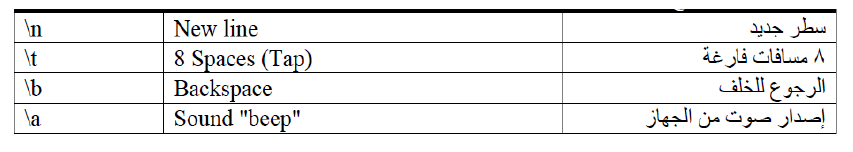 \n New line سطر جديد
\t 8 Spaces (Tap) ٨ مسافات فارغة
\b Backspace الرجوع للخلف
\a Sound "beep" إصدار صوت من الجهاز